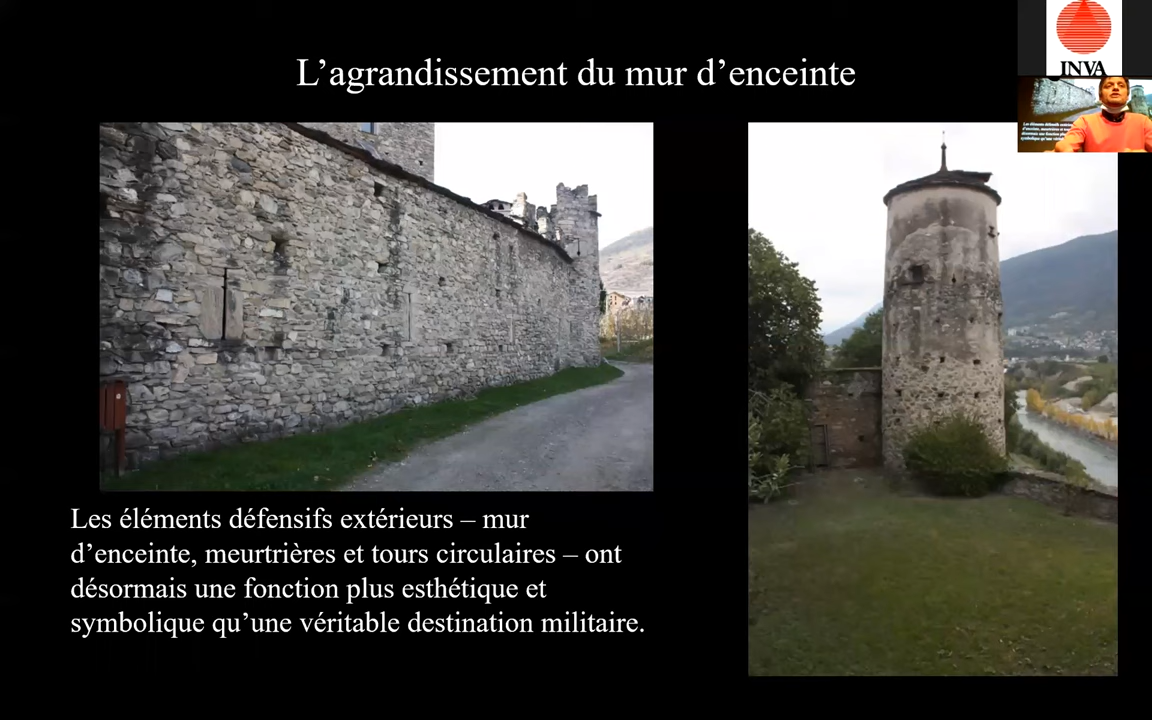 L’agrandissement du mur d’enceinte
INVA
Les éléments défensifs extérieurs – mur
d’enceinte, meurtrières et tours circulaires – ont
désormais une fonction plus esthétique et
symbolique qu’une véritable destination militaire.